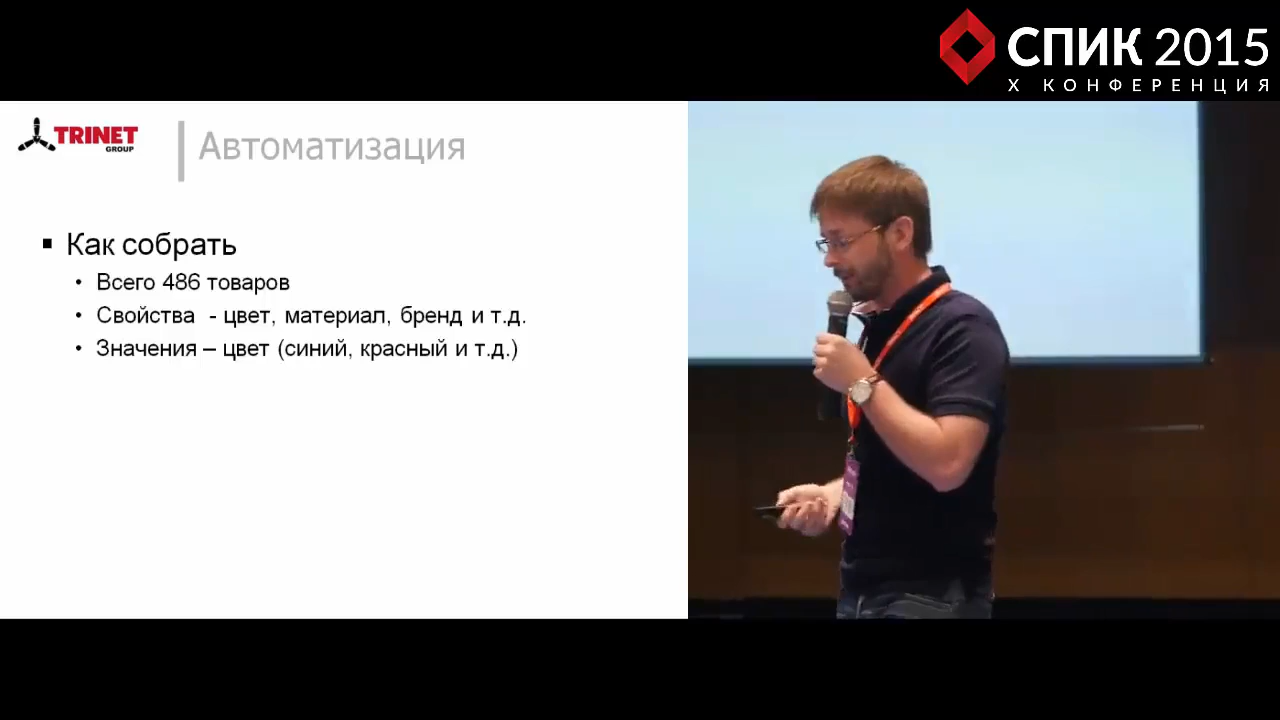 СПИК 2015
X КОНФЕРЕНЦИЯ
TRINET
GROUP
Автоматизация
Как собрать
Всего 486 товаров
Свойства - цвет, материал, бренд и т.д.
Значения – цвет (синий, красный и т.д.)